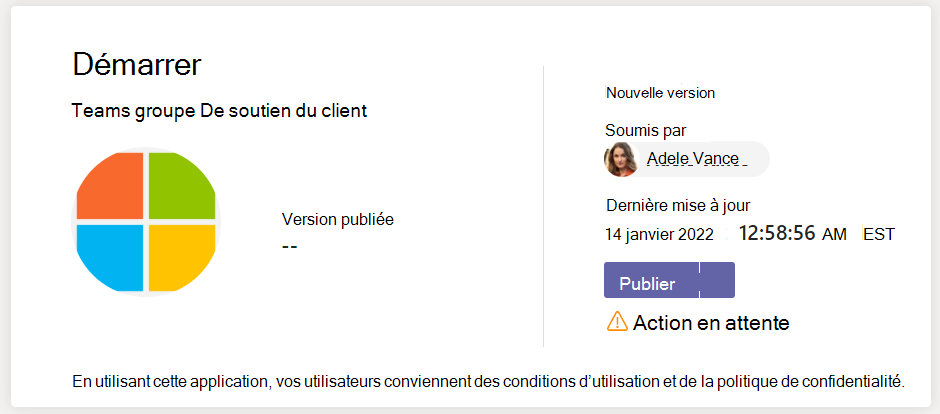 Démarrer
Teams groupe De soutien du client
Version publiée
--
Nouvelle version
Soumis par
Adele Vance
Dernière mise à jour
14 janvier 2022 12:58:56 AM EST
Publier
Action en attente
En utilisant cette application, vos utilisateurs conviennent des conditions d’utilisation et de la politique de confidentialité.